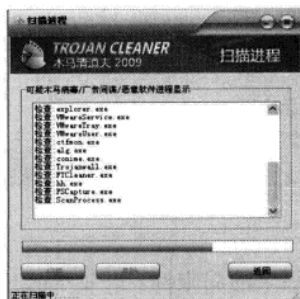 扫描进程
TROJAN CLEANER
木马清道夫 2009
扫描进程
可能木马病毒/广告间谍/恶意软件进程显示
检查:explorer.exe
检查:VMwareService.exe
检查:VMwareTray.exe
检查:VMwareUser.exe
检查:ctfmon.exe
检查:alg.exe
检查:conime.exe
检查:Trojanwall.exe
检查:FTCleaner.exe
检查:hh.exe
检查:PSCapture.exe
检查:ScanProcess.exe
返回
正在扫描中